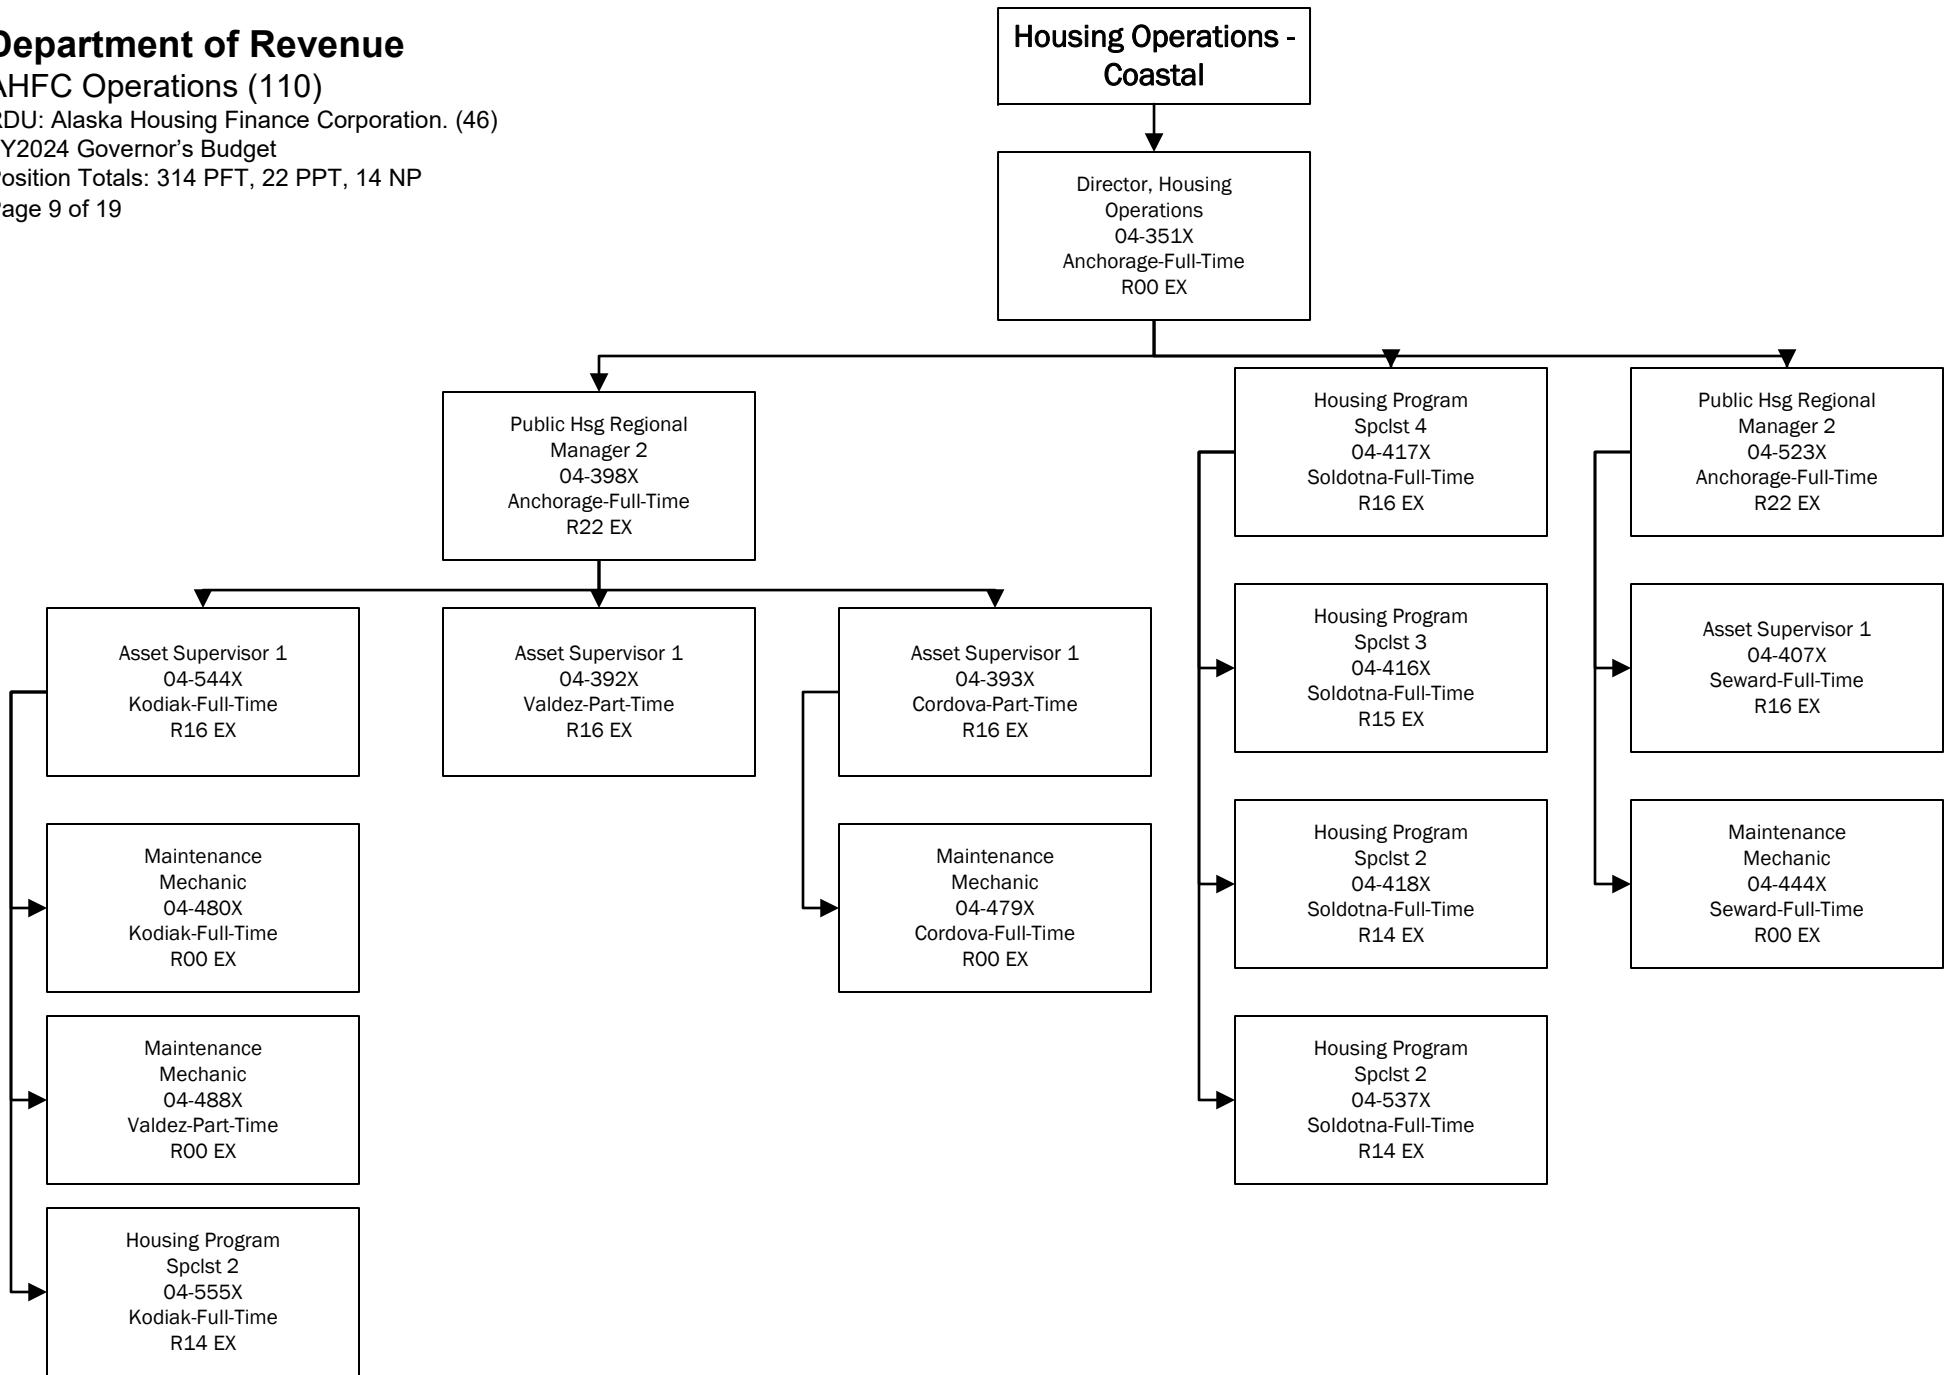 Department of Revenue
AHFC Operations (110)
RDU: Alaska Housing Finance Corporation. (46)
FY2024 Governor's Budget
Position Totals: 314 PFT, 22 PPT, 14 NP
Page 9 of 19
Housing Operations -
Coastal
Director, Housing
Operations
04-351X
Anchorage-Full-Time
R00 EX
Public Hsg Regional
Manager 2
04-398X
Anchorage-Full-Time
R22 EX
Housing Program
Spclst 4
04-417X
Soldotna-Full-Time
R16 EX
Public Hsg Regional
Manager 2
04-523X
Anchorage-Full-Time
R22 EX
Asset Supervisor 1
04-544X
Kodiak-Full-Time
R16 EX
Asset Supervisor 1
04-392X
Valdez-Part-Time
R16 EX
Asset Supervisor 1
04-393X
Cordova-Part-Time
R16 EX
Housing Program
Spclst 3
04-416X
Soldotna-Full-Time
R15 EX
Asset Supervisor 1
04-407X
Seward-Full-Time
R16 EX
Maintenance
Mechanic
04-480X
Kodiak-Full-Time
R00 EX
Maintenance
Mechanic
04-479X
Cordova-Full-Time
R00 EX
Housing Program
Spclst 2
04-418X
Soldotna-Full-Time
R14 EX
Maintenance
Mechanic
04-444X
Seward-Full-Time
R00 EX
Maintenance
Mechanic
04-488X
Valdez-Part-Time
R00 EX
Housing Program
Spclst 2
04-537X
Soldotna-Full-Time
R14 EX
Housing Program
Spclst 2
04-555X
Kodiak-Full-Time
R14 EX